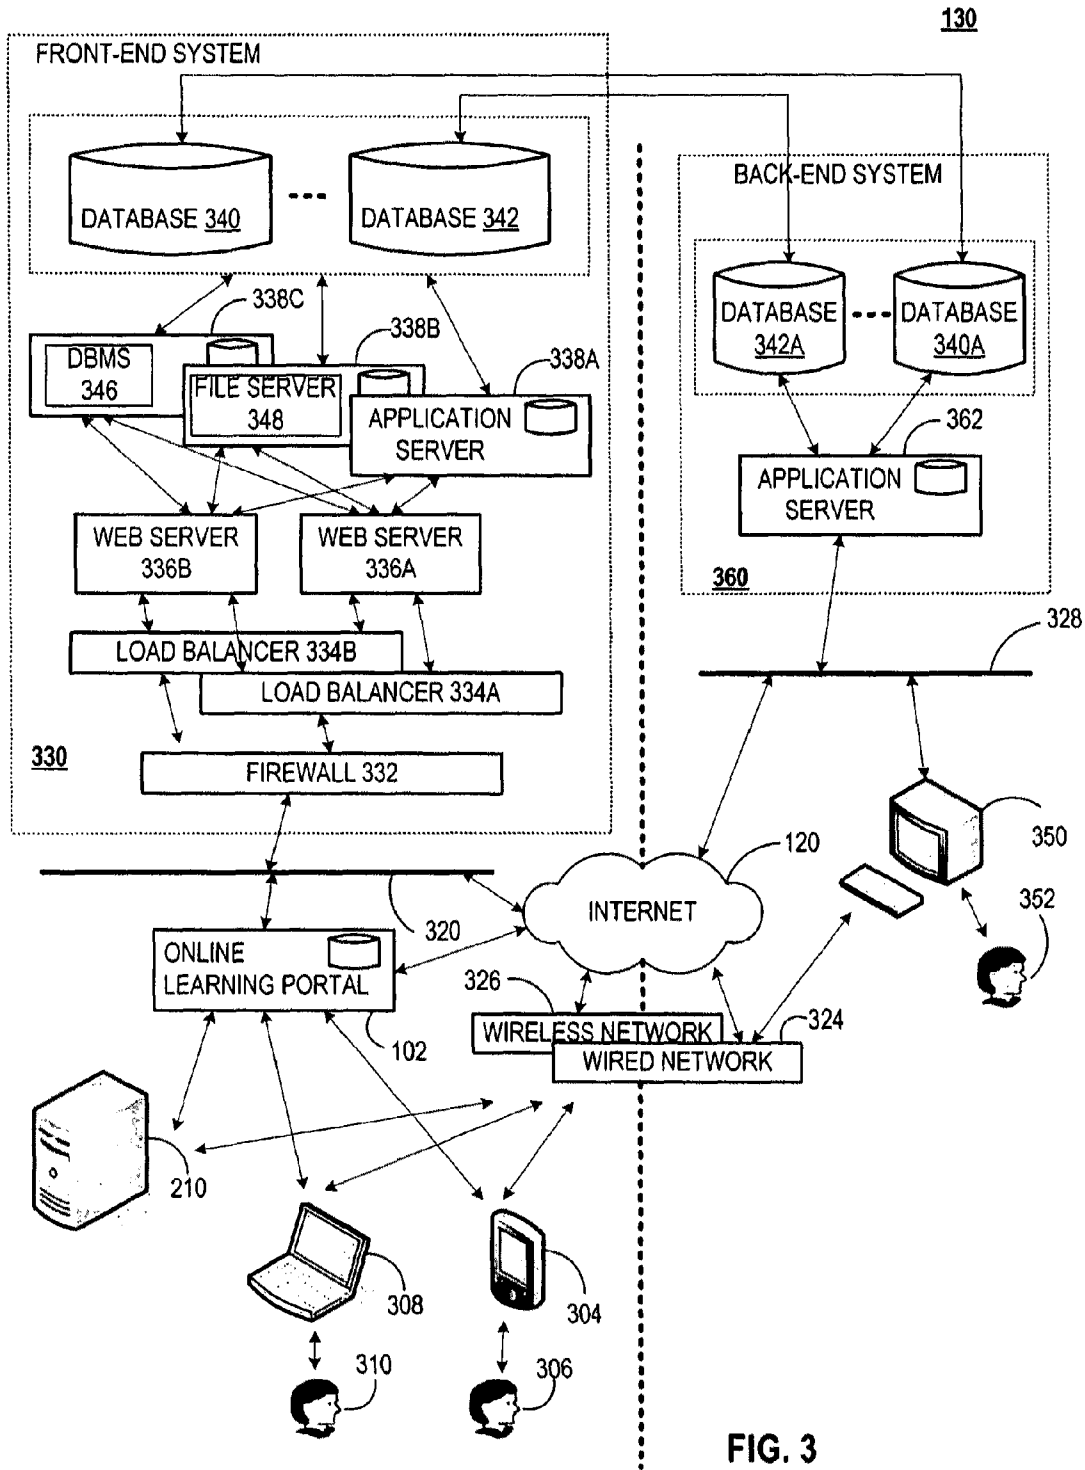 130
FRONT-END SYSTEM
DATABASE 340
DATABASE 342
BACK-END SYSTEM
DATABASE
342A
DATABASE
340A
338C
338B
338A
DBMS
346
FILE SERVER
348
APPLICATION
SERVER
362
APPLICATION
SERVER
WEB SERVER
336B
WEB SERVER
336A
360
328
LOAD BALANCER 334B
LOAD BALANCER 334A
330
FIREWALL 332
350
120
INTERNET
352
320
ONLINE
LEARNING PORTAL
326
324
WIRELESS NETWORK
WIRED NETWORK
102
210
308
304
310
306
FIG. 3